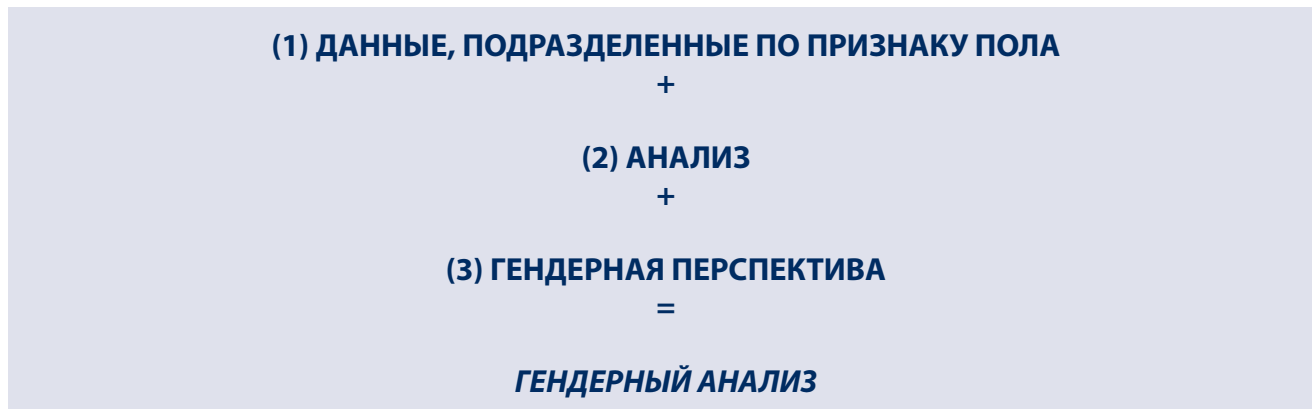 (1) ДАННЫЕ, ПОДРАЗДЕЛЕННЫЕ ПО ПРИЗНАКУ ПОЛА
+
(2) АНАЛИЗ
+
(3) ГЕНДЕРНАЯ ПЕРСПЕКТИВА
=
ГЕНДЕРНЫЙ АНАЛИЗ